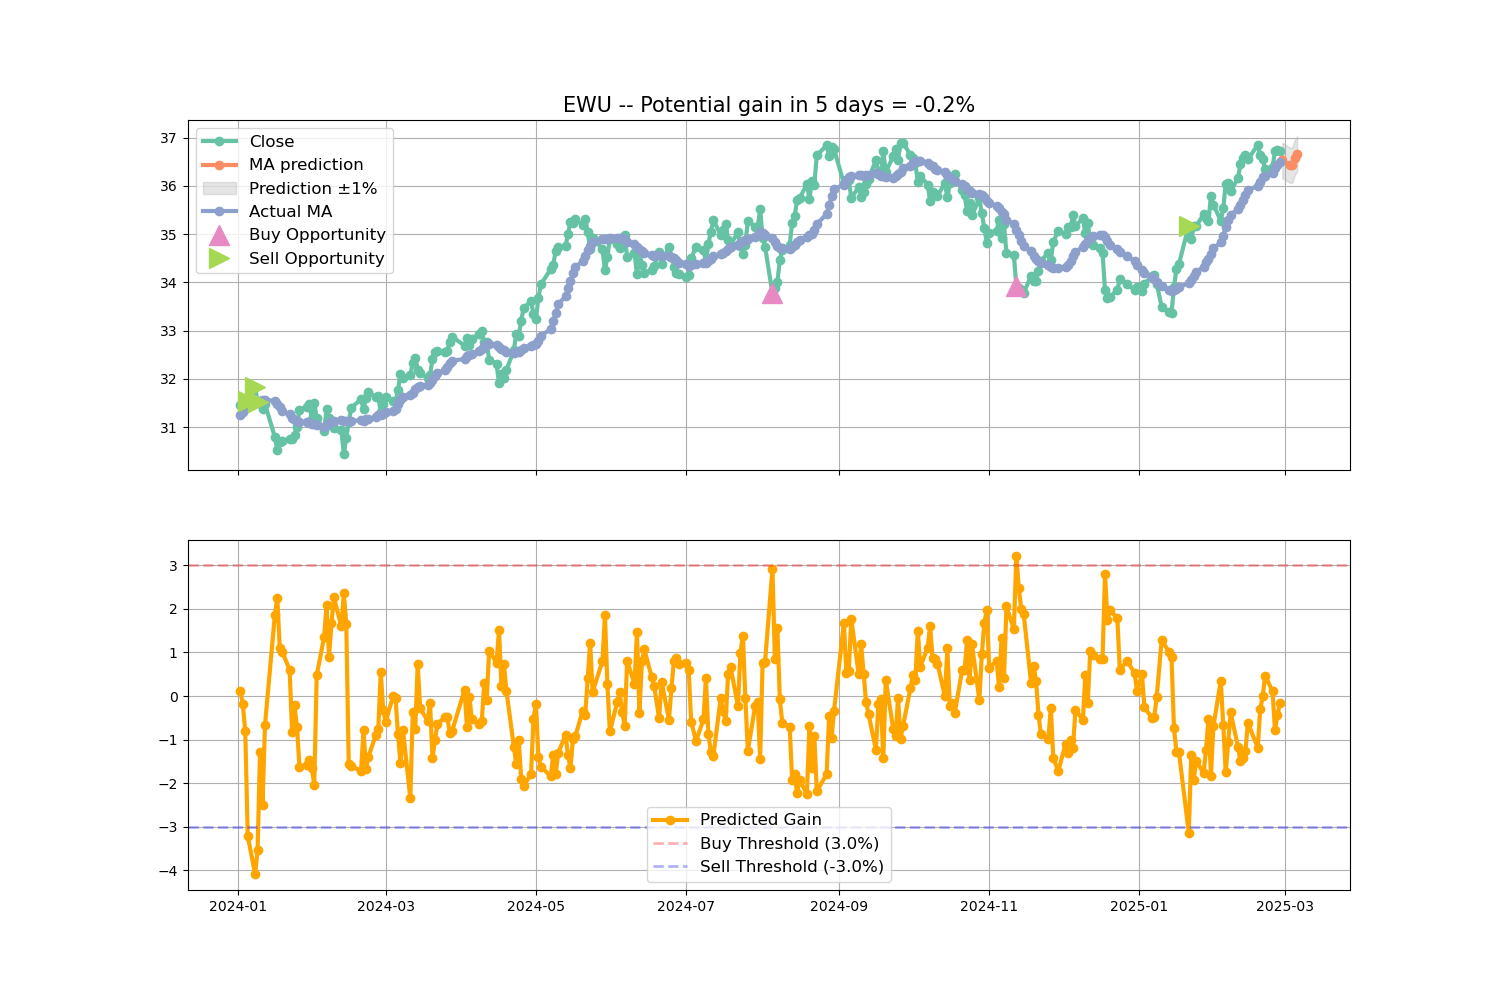 EWU -- Potential gain in 5 days = -0.2%
37
36
35
34
33
32
31
Close
MA prediction
Prediction ±1%
Actual MA
Buy Opportunity
Sell Opportunity
3
2
1
0
−1
−2
−3
−4
Predicted Gain
Buy Threshold (3.0%)
Sell Threshold (-3.0%)
2024-01
2024-03
2024-05
2024-07
2024-09
2024-11
2025-01
2025-03